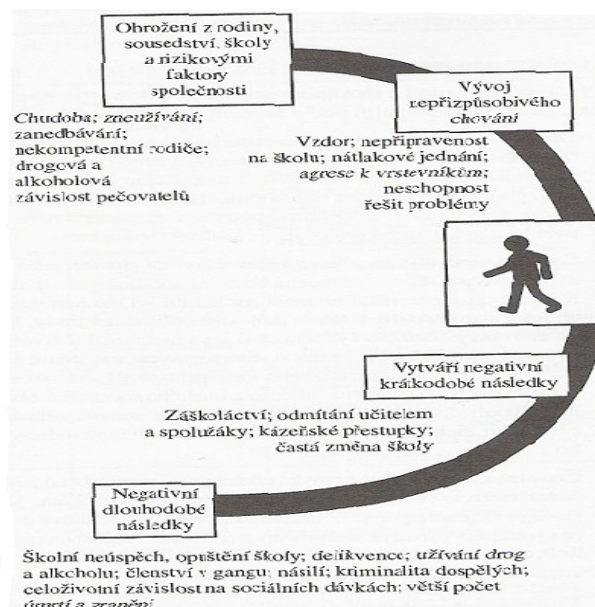 Ohrožení z rodiny,
sousedství, školy
a rizikovými
faktory
společnosti
Chudoba; zneužívání;
zanedbávání;
nekompetentní rodiče;
drogová a
alkoholová
závislost pečovatelů
Vývoj
nepřizpůsobivého
chování
Vzdor; nepřipravenost
na školu; nátlakové jednání;
agrese k vrstevníkům;
neschopnost
řešit problémy
Vytváří negativní
krátkodobé následky
Záškoláctví; odmítání učitelem
a spolužáky; kázeňské přestupky;
častá změna školy
Negativní
dlouhodobé
následky
Školní neúspěch, opuštění školy; delikvence; užívání drog
a alkoholu; členství v gangu; násilí; kriminalita dospělých;
celoživotní závislost na sociálních dávkách; větší počet
úmrtí a zranění